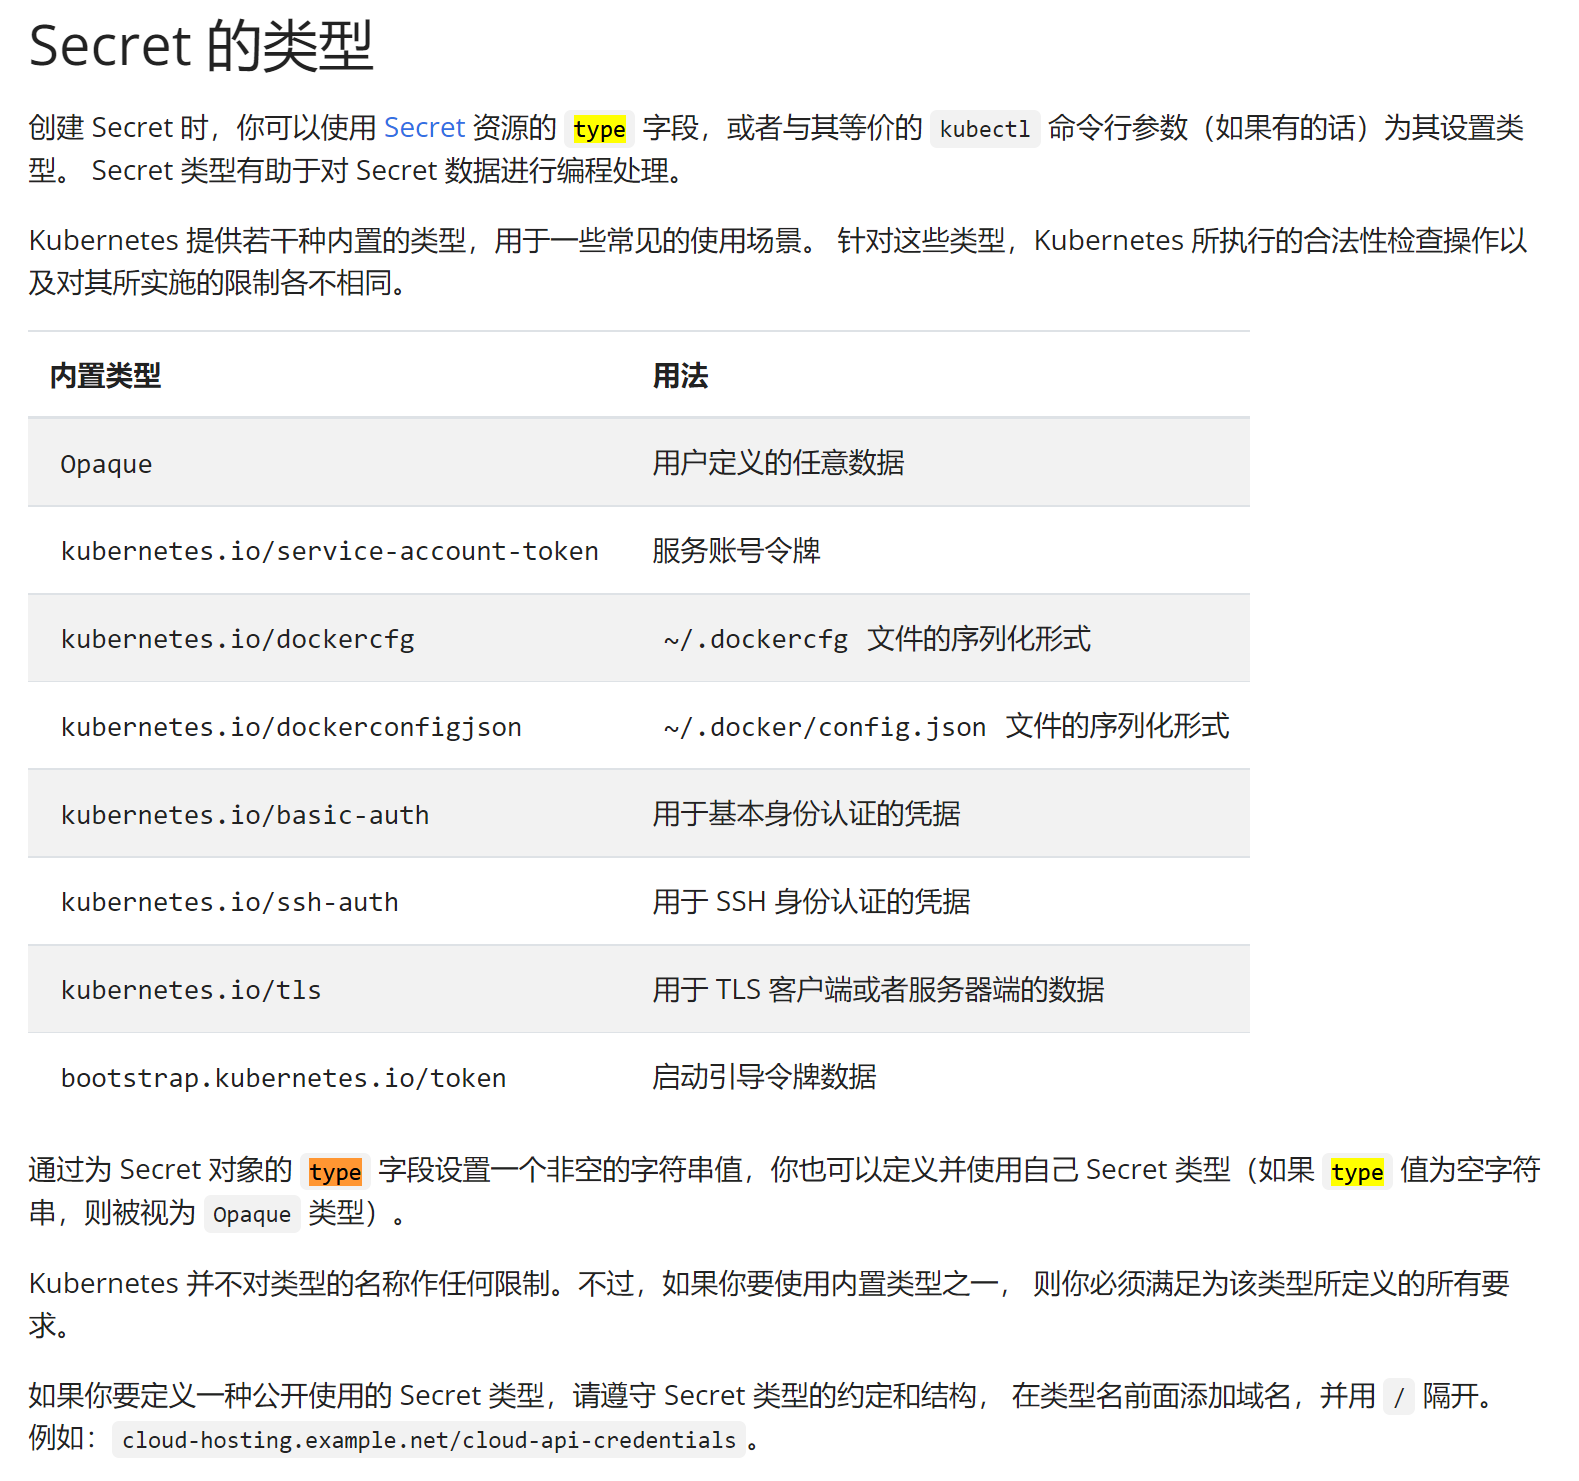 Secret 的类型
创建 Secret 时，你可以使用 Secret 资源的 type 字段，或者与其等价的 kubectl 命令行参数（如果有的话）为其设置类
型。 Secret 类型有助于对 Secret 数据进行编程处理。
Kubernetes 提供若干种内置的类型，用于一些常见的使用场景。 针对这些类型，Kubernetes 所执行的合法性检查操作以
及对其所实施的限制各不相同。
内置类型 用法
Opaque 用户定义的任意数据
kubernetes.io/service-account-token 服务账号令牌
kubernetes.io/dockercfg ~/.dockercfg 文件的序列化形式
kubernetes.io/dockerconfigjson ~/.docker/config.json 文件的序列化形式
kubernetes.io/basic-auth 用于基本身份认证的凭据
kubernetes.io/ssh-auth 用于 SSH 身份认证的凭据
kubernetes.io/tls 用于 TLS 客户端或者服务器端的数据
bootstrap.kubernetes.io/token 启动引导令牌数据
通过为 Secret 对象的 type 字段设置一个非空的字符串值，你也可以定义并使用自己 Secret 类型（如果 type 值为空字符
串，则被视为 Opaque 类型）。
Kubernetes 并不对类型的名称作任何限制。不过，如果你要使用内置类型之一， 则你必须满足为该类型所定义的所有要
求。
如果你要定义一种公开使用的 Secret 类型，请遵守 Secret 类型的约定和结构， 在类型名前面添加域名，并用 / 隔开。
例如：cloud-hosting.example.net/cloud-api-credentials。